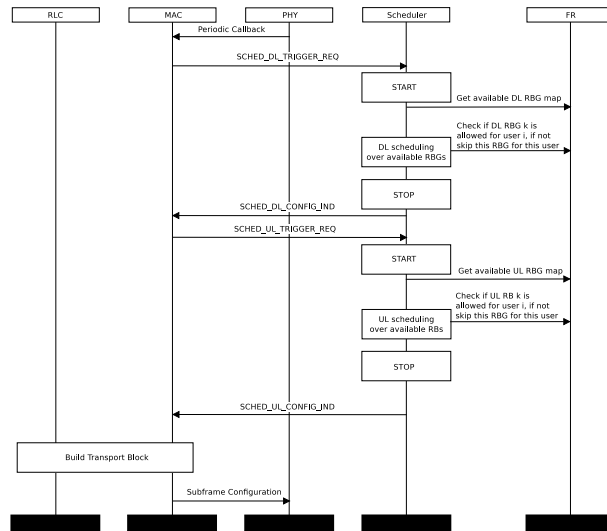 RLC MAC PHY Scheduler FR
Periodic Callback
SCHED_DL_TRIGGER_REQ
START
Get available DL RBG map
Check if DL RBG k is
allowed for user i, if not
skip this RBG for this user
DL scheduling
over available RBGs
STOP
SCHED_DL_CONFIG_IND
SCHED_UL_TRIGGER_REQ
START
Get available UL RBG map
Check if UL RB k is
allowed for user i, if not
skip this RBG for this user
UL scheduling
over available RBs
STOP
SCHED_UL_CONFIG_IND
Build Transport Block
Subframe Configuration